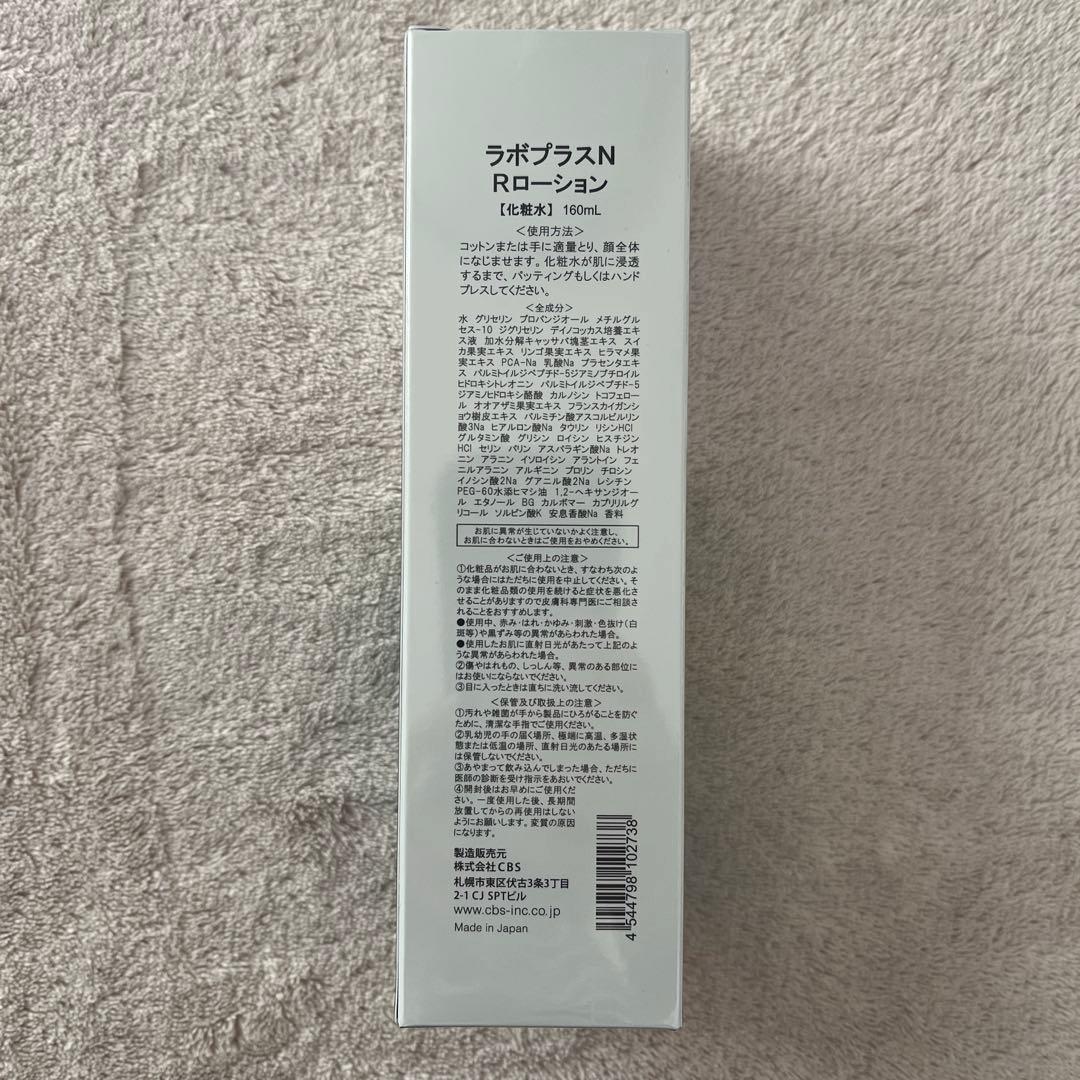 ラボプラスN
Rローション
【化粧水】 160mL
＜使用方法＞
コットンまたは手に適量とり、顔全体
になじませます。化粧水が肌に浸透
するまで、パッティングもしくはハンド
プレスしてください。
＜全成分＞
水 グリセリン プロパンジオール メチルグル
セス-10 ジグリセリン デイノコッカス培養エキ
ス液 加水分解キャッサバ塊茎エキス スイ
カ果実エキス リンゴ果実エキス ヒラマメ果
実エキス PCA-Na 乳酸Na プラセンタエキ
ス パルミトイルジペプチド-5ジアミノブチロイル
ヒドロキシトレオニン パルミトイルジペプチド-5
ジアミノヒドロキシ酪酸 カルノシン トコフェロー
ル オオアザミ果実エキス フランスカイガンシ
ョウ樹皮エキス パルミチン酸アスコルビルリン
酸3Na ヒアルロン酸Na タウリン リシンHCl
グルタミン酸 グリシン ロイシン ヒスチジン
HCl セリン バリン アスパラギン酸Na トレオ
ニン アラニン イソロイシン アラントイン フェ
ニルアラニン アルギニン プロリン チロシン
イノシン酸2Na グアニル酸2Na レシチン
PEG-60水添ヒマシ油 1,2-ヘキサンジオー
ル エタノール BG カルボマー カプリリルグ
リコール ソルビン酸K 安息香酸Na 香料
お肌に異常が生じていないかよく注意し、
お肌に合わないときはご使用をおやめください。
＜ご使用上の注意＞
①化粧品がお肌に合わないとき、すなわち次のよ
うな場合にはただちに使用を中止してください。そ
のまま化粧品類の使用を続けると症状を悪化さ
せることがありますので皮膚科専門医にご相談さ
れることをおすすめします。
●使用中、赤み・はれ・かゆみ・刺激・色抜け(白
斑等)や黒ずみ等の異常があらわれた場合。
●使用したお肌に直射日光があたって上記のよ
うな異常があらわれた場合。
②傷やはれもの、しっしん等、異常のある部位に
はお使いにならないでください。
③目に入ったときは直ちに洗い流してください。
＜保管及び取扱上の注意＞
①汚れや雑菌が手から製品にひろがることを防ぐ
ために、清潔な手指でご使用ください。
②乳幼児の手の届く場所、極端に高温、多湿状
態または低温の場所、直射日光のあたる場所に
は保管しないでください。
③あやまって飲み込んでしまった場合、ただちに
医師の診断を受け指示をあおいでください。
④開封後はお早めにご使用くだ
さい。一度使用した後、長期間
放置してからの再使用はしない
ようにお願いします。変質の原因
になります。
製造販売元
株式会社CBS
札幌市東区伏古3条3丁目
2-1 CJ SPTビル
www.cbs-inc.co.jp
Made in Japan
4 544798 102738